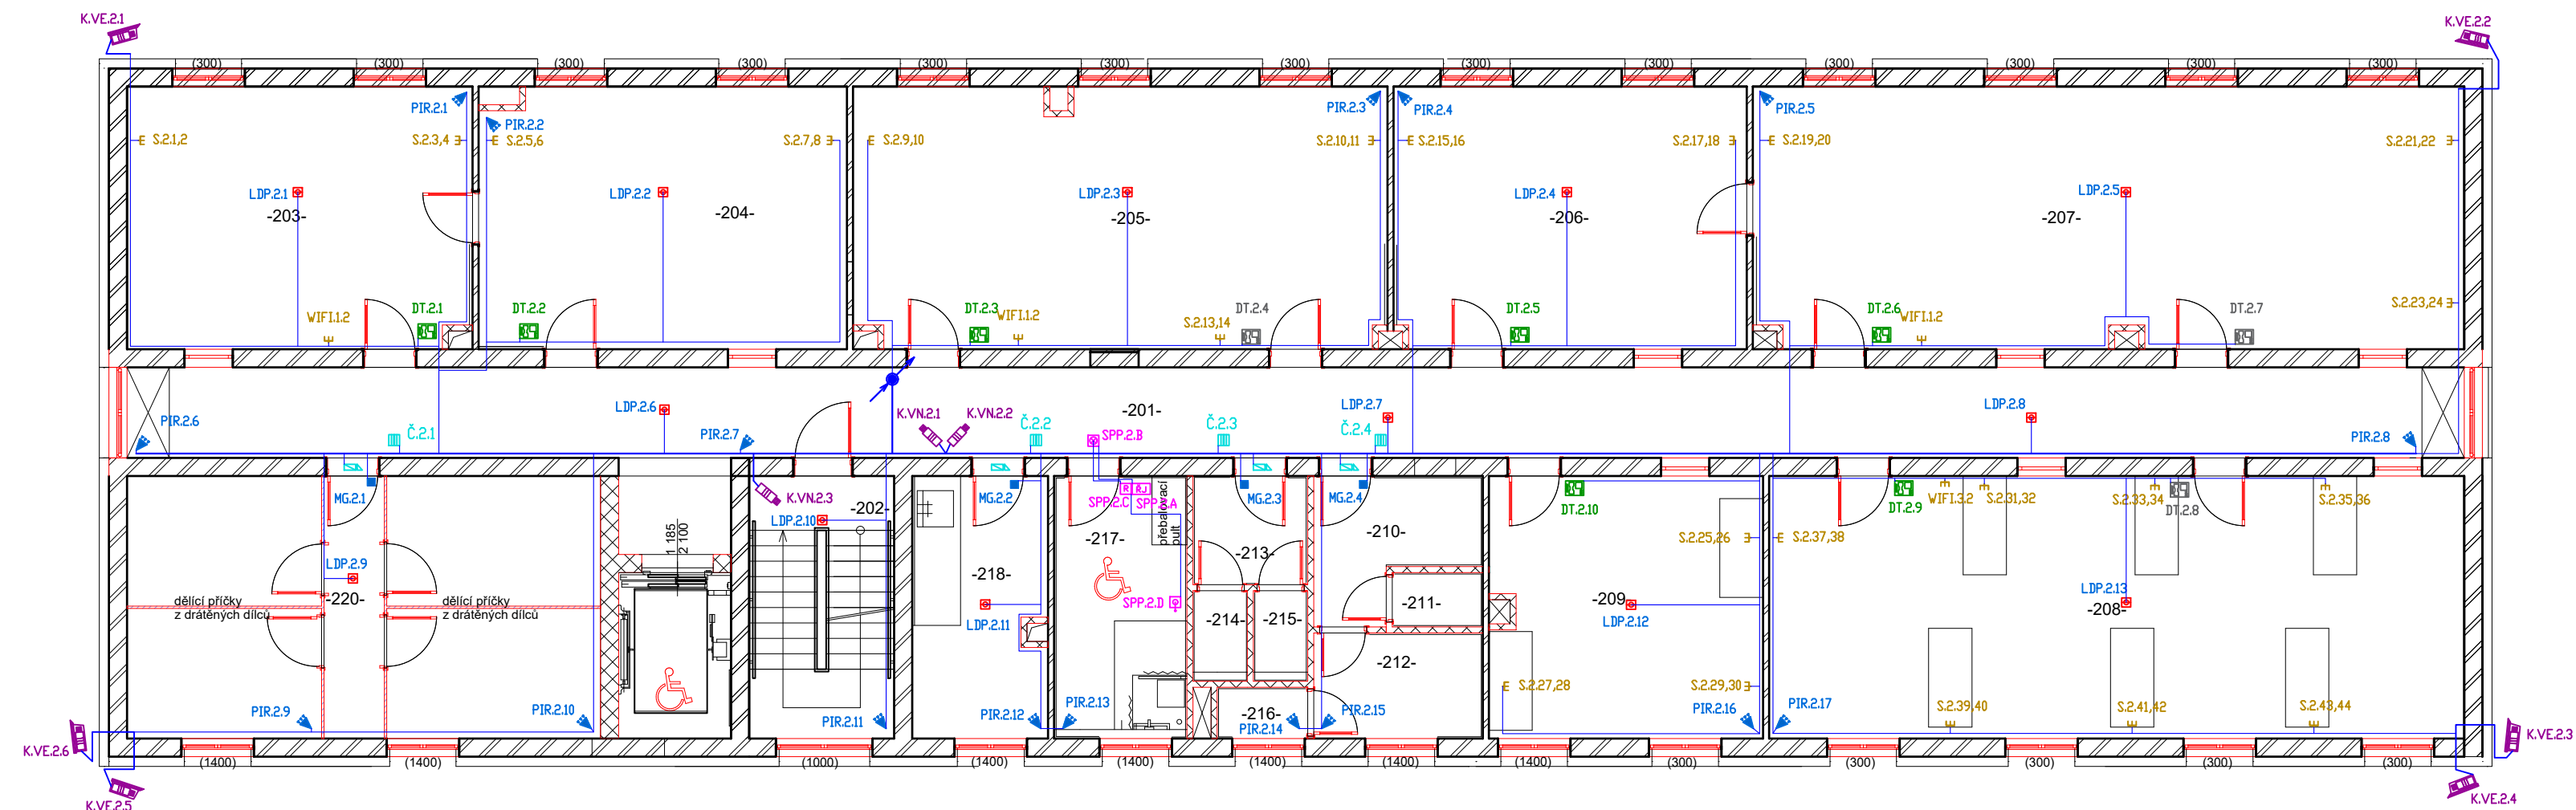 K.VE.2.1
K.VE.2.2
(300) (300) (300) (300) (300) (300) (300) (300) (300) (300) (300) (300) (300)
PIR.2.1
PIR.2.2
PIR.2.3
PIR.2.4
PIR.2.5
S.2.1,2
S.2.3,4
S.2.5,6
S.2.7,8
S.2.9,10
S.2.10,11
S.2.15,16
S.2.17,18
S.2.19,20
S.2.21,22
LDP.2.1
-203-
LDP.2.2
-204-
LDP.2.3
-205-
LDP.2.4
-206-
LDP.2.5
-207-
WIFI.1.2
DT.2.1
DT.2.2
DT.2.3
WIFI.1.2
S.2.13,14
DT.2.4
DT.2.5
DT.2.6
WIFI.1.2
DT.2.7
S.2.23,24
PIR.2.6
Č.2.1
LDP.2.6
PIR.2.7
K.VN.2.1
K.VN.2.2
Č.2.2
SPP.2.B
-201-
Č.2.3
LDP.2.7
Č.2.4
LDP.2.8
PIR.2.8
MG.2.1
K.VN.2.3
LDP.2.10
-202-
MG.2.2
SPP.2.C
R
ŘJ
SPP.2.A
přebalovací
pult
MG.2.3
MG.2.4
DT.2.10
DT.2.9
WIFI.3.2
S.2.31,32
S.2.33,34
DT.2.8
S.2.35,36
1 185
2 100
-217-
-213-
-210-
S.2.25,26
S.2.37,38
LDP.2.9
-220-
dělící příčky
z drátěných dílců
dělící příčky
z drátěných dílců
-218-
LDP.2.11
SPP.2.D
-214-
-215-
-211-
-209-
LDP.2.12
LDP.2.13
-208-
-212-
S.2.27,28
S.2.29,30
PIR.2.9
PIR.2.10
PIR.2.11
PIR.2.12
PIR.2.13
-216-
PIR.2.14
PIR.2.15
PIR.2.16
PIR.2.17
S.2.39,40
S.2.41,42
S.2.43,44
K.VE.2.6
K.VE.2.3
(1400) (1400) (1000) (1400) (1400) (1400) (1400) (1400) (300) (300) (300) (300) (300)
K.VE.2.5
K.VE.2.4